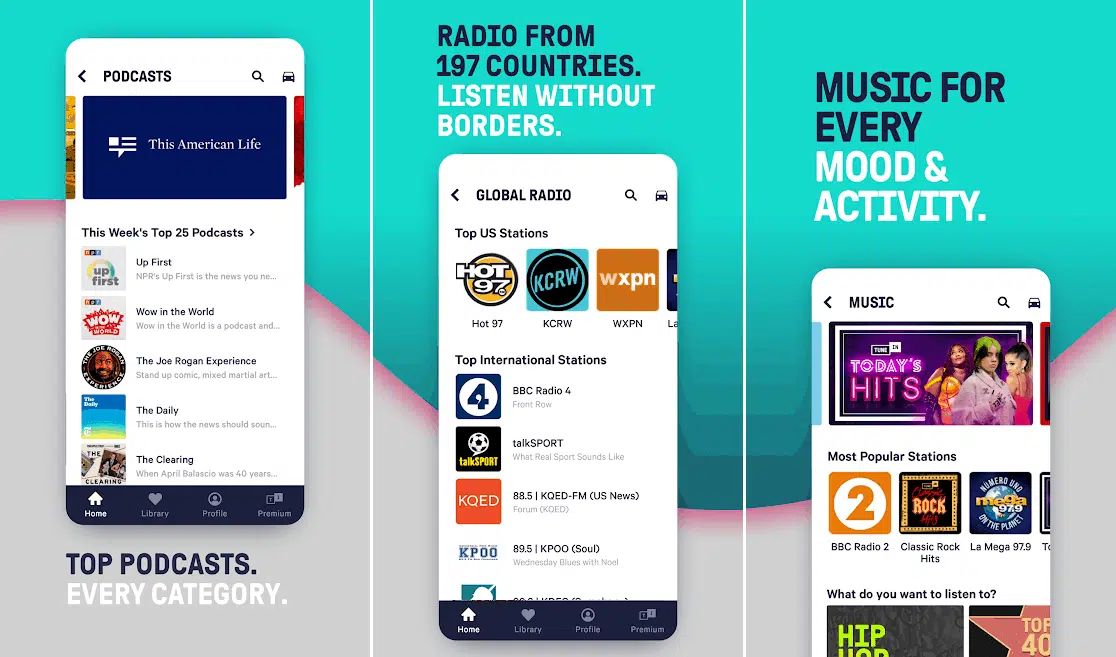 PODCASTS
This American Life
This Week's Top 25 Podcasts
npr
up
first
Up First
NPR's Up First is the news you ne...
npr
WOW
IN THE
WORLD
Wow in the World
Wow in the World is a podcast and...
THE JOE ROGAN
EXPERIENCE
The Joe Rogan Experience
Stand up comic, mixed martial art...
The
Daily
The Daily
This is how the news should soun...
THE
CLEARING
The Clearing
When April Balascio was 40 years...
Home
Library
Profile
Premium
TOP PODCASTS.
EVERY CATEGORY.
RADIO FROM
197 COUNTRIES.
LISTEN WITHOUT
BORDERS.
GLOBAL RADIO
Top US Stations
HOT
97
KCRW
wxpn
Hot 97
KCRW
WXPN
La
Top International Stations
4
BBC Radio 4
Front Row
talkSPORT
talkSPORT
What Real Sport Sounds Like
KQED
88.5 | KQED-FM (US News)
Forum (KQED)
KPOO
89.5 | KPOO (Soul)
Wednesday Blues with Noel
Home
Library
Profile
Premium
MUSIC FOR
EVERY
MOOD &
ACTIVITY.
MUSIC
TUNE IN
TODAY'S
HITS
Most Popular Stations
2
TUNE IN
Classic
ROCK
HITS
NUMERO UNO
mega
97.9
ON THE PLANET
BBC Radio 2
Classic Rock
Hits
La Mega 97.9
What do you want to listen to?
HIP
HOP
TOP
40